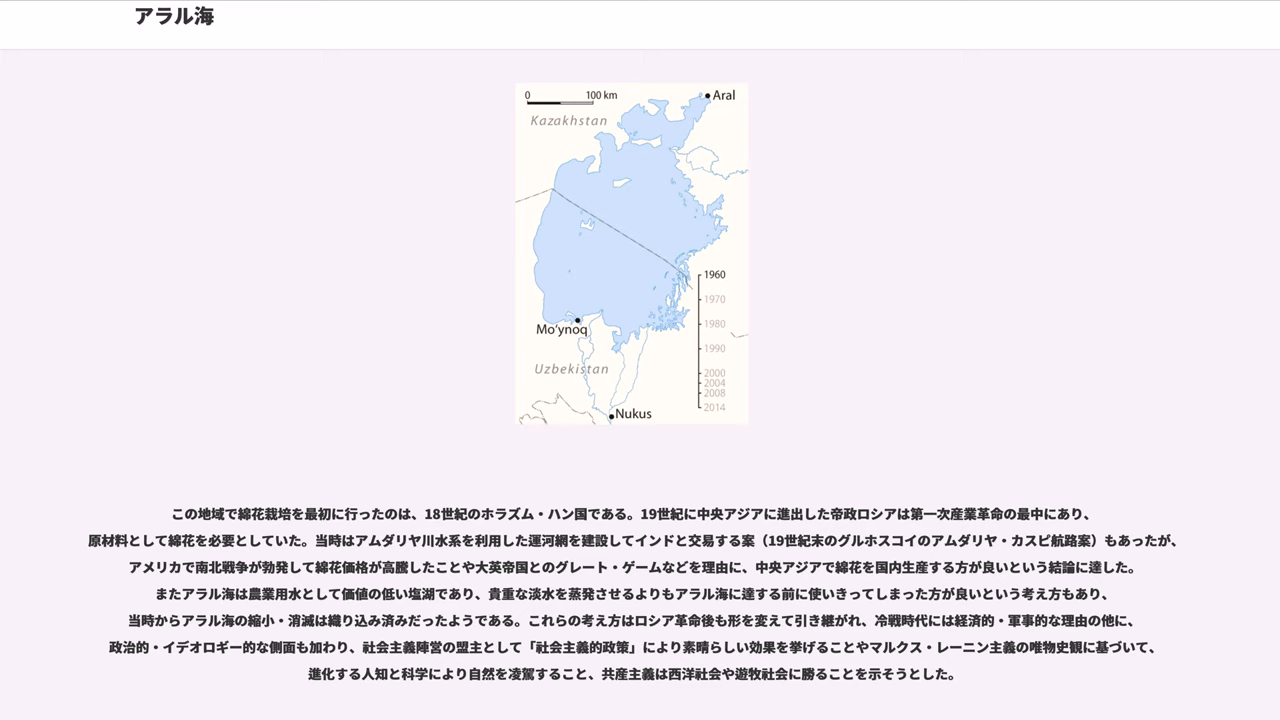 アラル海
0 100 km
Aral
Kazakhstan
1960
1970
1980
Mo'ynoq
1990
Uzbekistan
2000
2004
2008
2014
Nukus
この地域で綿花栽培を最初に行ったのは、18世紀のホラズム・ハン国である。19世紀に中央アジアに進出した帝政ロシアは第一次産業革命の最中にあり、
原材料として綿花を必要としていた。当時はアムダリヤ川水系を利用した運河網を建設してインドと交易する案（19世紀末のグルホスコイのアムダリヤ・カスピ航路案）もあったが、
アメリカで南北戦争が勃発して綿花価格が高騰したことや大英帝国とのグレート・ゲームなどを理由に、中央アジアで綿花を国内生産する方が良いという結論に達した。
またアラル海は農業用水として価値の低い塩湖であり、貴重な淡水を蒸発させるよりもアラル海に達する前に使いきってしまった方が良いという考え方もあり、
当時からアラル海の縮小・消滅は織り込み済みだったようである。これらの考え方はロシア革命後も形を変えて引き継がれ、冷戦時代には経済的・軍事的な理由の他に、
政治的・イデオロギー的な側面も加わり、社会主義陣営の盟主として「社会主義的政策」により素晴らしい効果を挙げることやマルクス・レーニン主義の唯物史観に基づいて、
進化する人知と科学により自然を凌駕すること、共産主義は西洋社会や遊牧社会に勝ることを示そうとした。